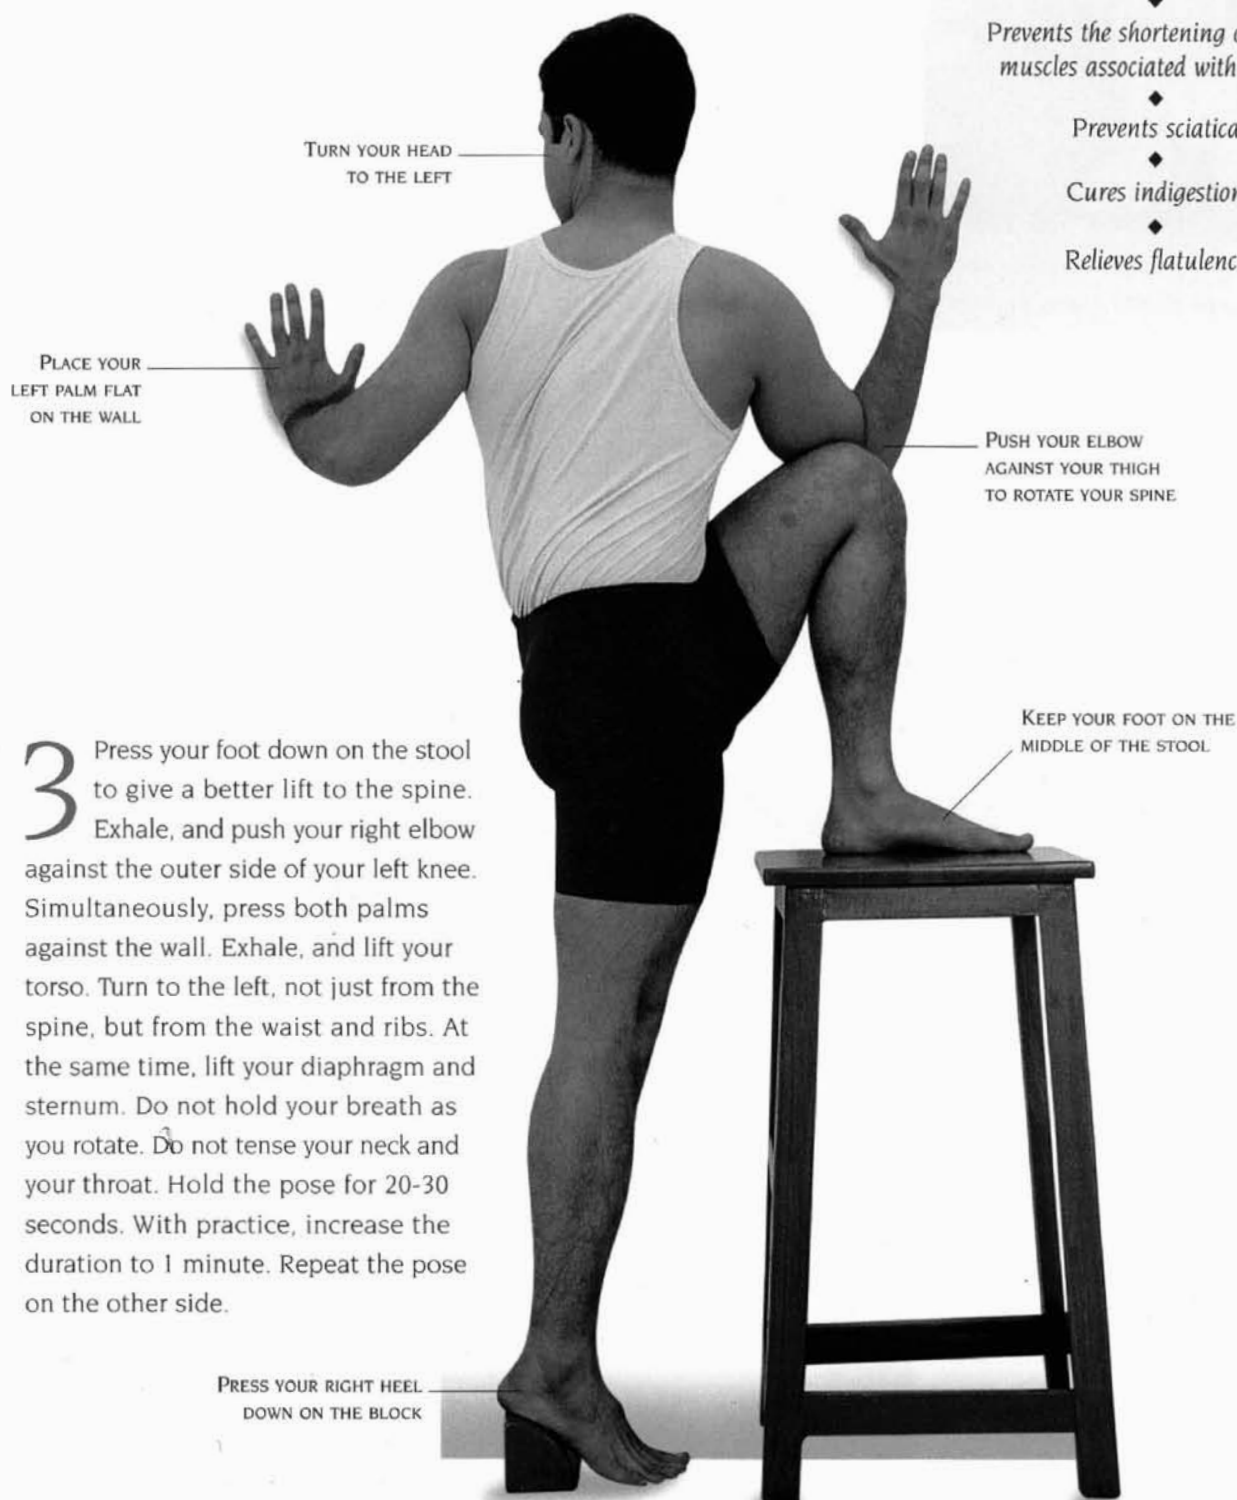 Prevents the shortening
muscles associated with
Prevents sciatica
Cures indigestion
Relieves
TURN YOUR HEAD
TO THE LEFT
PLACE YOUR
LEFT PALM FLAT
ON THE WALL
PUSH YOUR ELBOW
AGAINST YOUR THIGH
TO ROTATE YOUR SPINE
KEEP YOUR FOOT ON THE
MIDDLE OF THE STOOL
3 Press your foot down on the stool
to give a better lift to the spine.
Exhale, and push your right elbow
against the outer side of your left knee.
Simultaneously, press both palms
against the wall. Exhale, and lift your
torso. Turn to the left, not just from the
spine, but from the waist and ribs. At
the same time, lift your diaphragm and
sternum. Do not hold your breath as
you rotate. Do not tense your neck and
your throat. Hold the pose for 20-30
seconds. With practice, increase the
duration to 1 minute. Repeat the pose
on the other side.
PRESS YOUR RIGHT HEEL
DOWN ON THE BLOCK